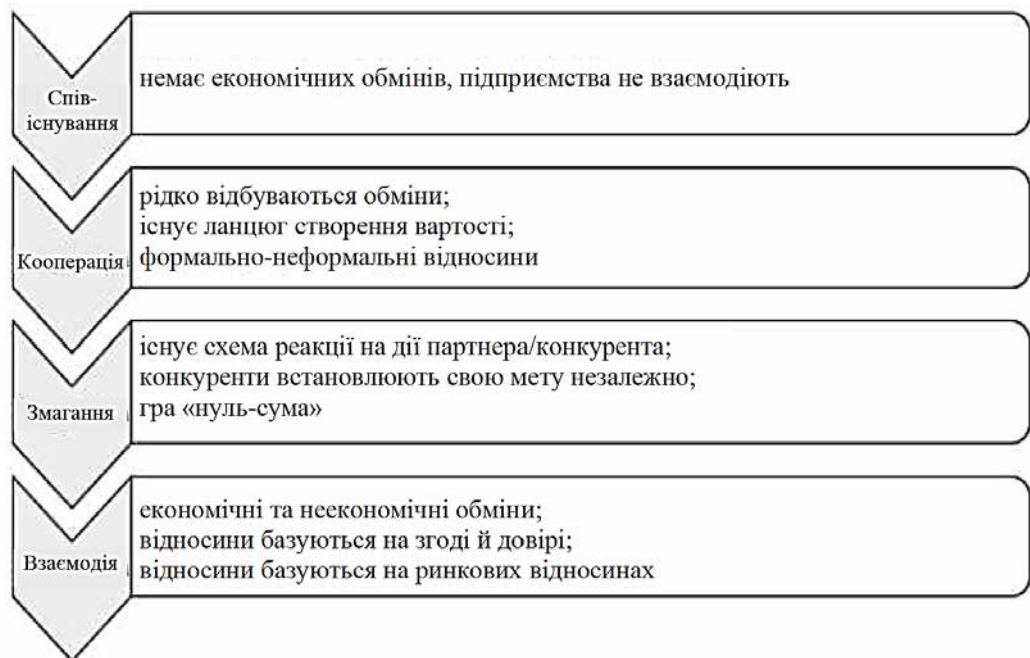 Спів-
існування
немає економічних обмінів, підприємства не взаємодіють
Кооперація
рідко відбуваються обміни;
існує ланцюг створення вартості;
формально-неформальні відносини
Змагання
існує схема реакції на дії партнера/конкурента;
конкуренти встановлюють свою мету незалежно;
гра «нуль-сума»
Взаємодія
економічні та неекономічні обміни;
відносини базуються на згоді й довірі;
відносини базуються на ринкових відносинах